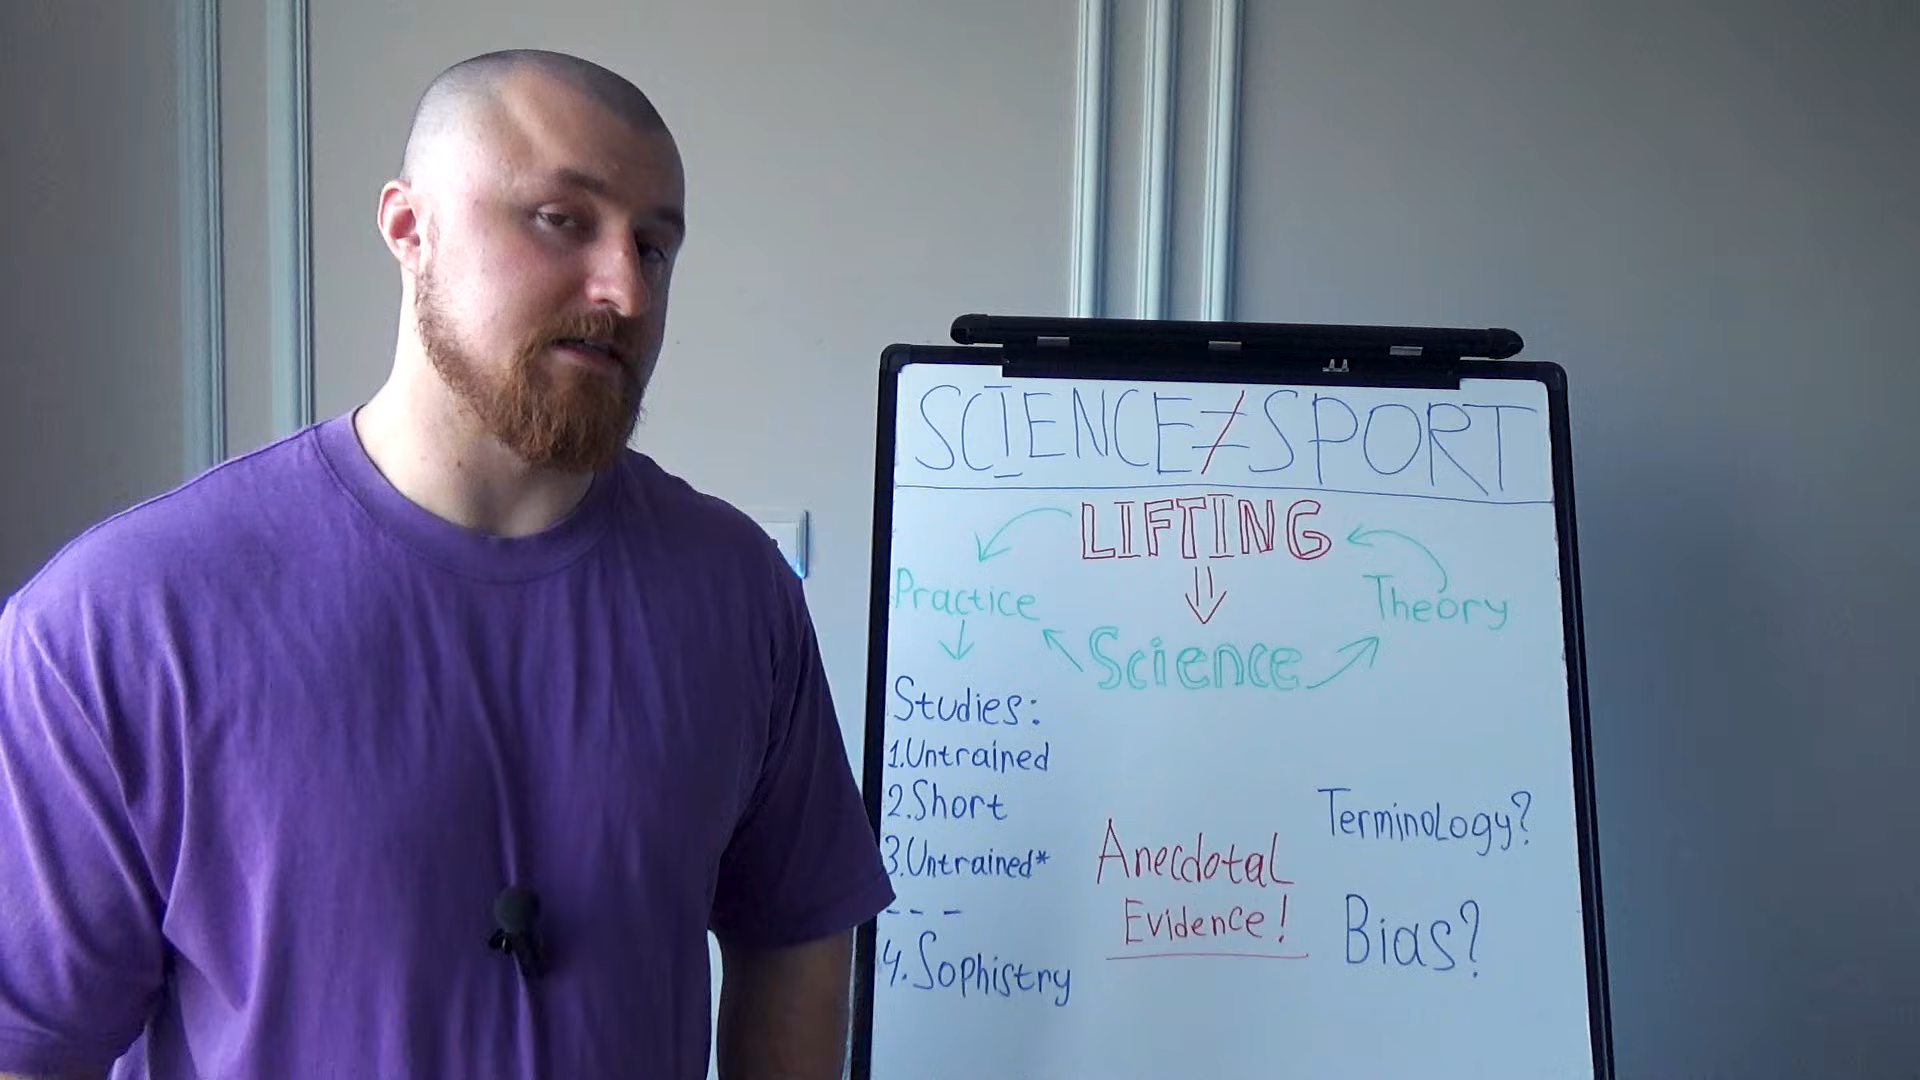 SCIENCE≠SPORT
LIFTING
Practice
Theory
Science
Studies:
1.Untrained
2.Short
3.Untrained*
---
4.Sophistry
Anecdotal
Evidence!
Terminology?
Bias?